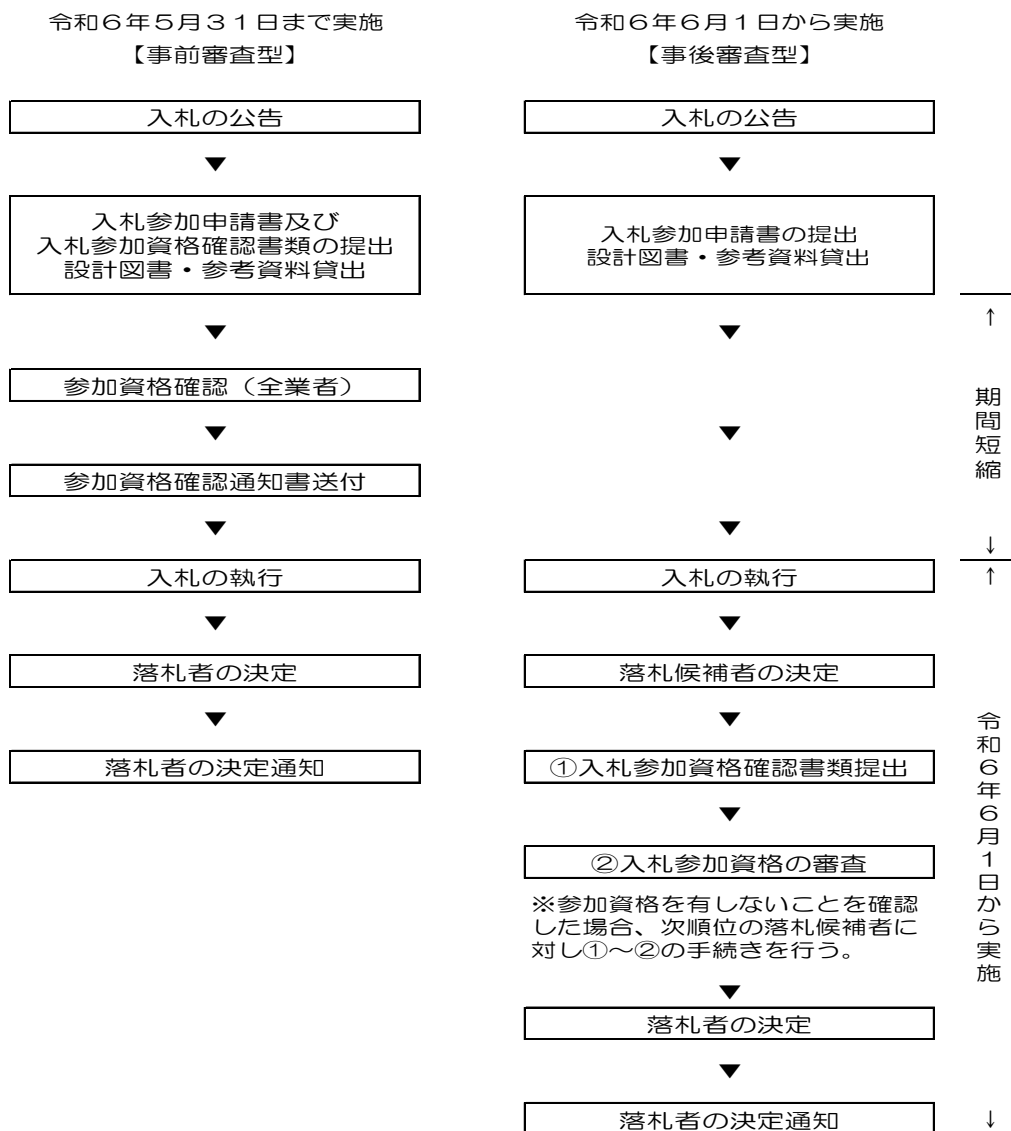 令和６年５月３１日まで実施
【事前審査型】
入札の公告
▼
入札参加申請書及び
入札参加資格確認書類の提出
設計図書・参考資料貸出
▼
参加資格確認（全業者）
▼
参加資格確認通知書送付
▼
入札の執行
▼
落札者の決定
▼
落札者の決定通知
令和６年６月１日から実施
【事後審査型】
入札の公告
▼
入札参加申請書の提出
設計図書・参考資料貸出
▼
▼
▼
入札の執行
▼
落札候補者の決定
▼
①入札参加資格確認書類提出
▼
②入札参加資格の審査
※参加資格を有しないことを確認
した場合、次順位の落札候補者に
対し①～②の手続きを行う。
▼
落札者の決定
▼
落札者の決定通知
↑
期間短縮
↓
↑
令和６年６月１日から実施
↓